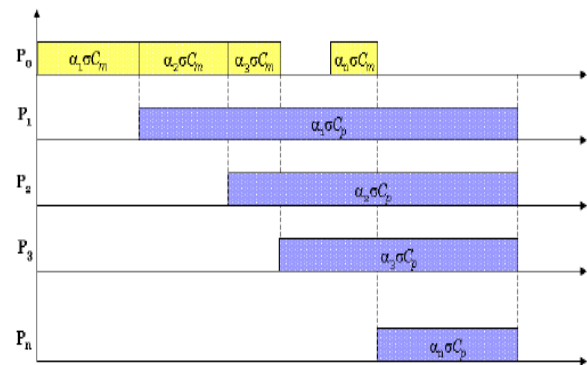 P₀
α₁σCₘ α₂σCₘ α₃σCₘ αₙσCₘ
P₁
α₁σCₚ
P₂
α₂σCₚ
P₃
α₃σCₚ
Pₙ
αₙσCₚ